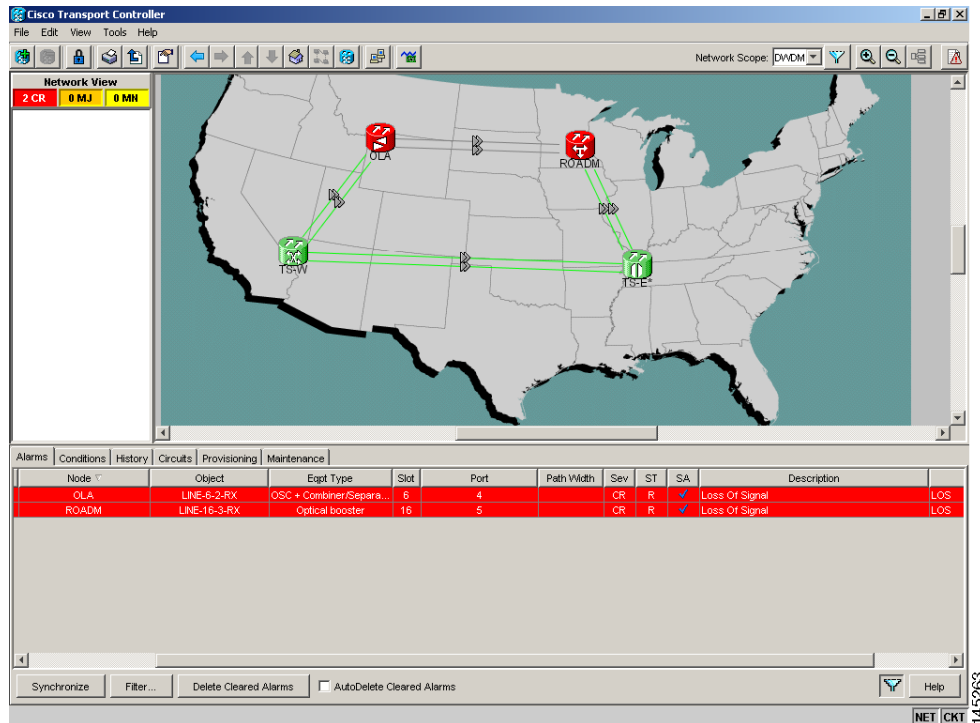 Cisco Transport Controller
File Edit View Tools Help
Network Scope: DWDM
Network View
2 CR 0 MJ 0 MN
OLA
ROADM
TS-W
TS-E*
Alarms Conditions History Circuits Provisioning Maintenance
Node Object Eqpt Type Slot Port Path Width Sev ST SA Description
OLA LINE-6-2-RX OSC + Combiner/Separa... 6 4 CR R Loss Of Signal LOS
ROADM LINE-16-3-RX Optical booster 16 5 CR R Loss Of Signal LOS
Synchronize Filter... Delete Cleared Alarms AutoDelete Cleared Alarms Help
NET CKT
145263